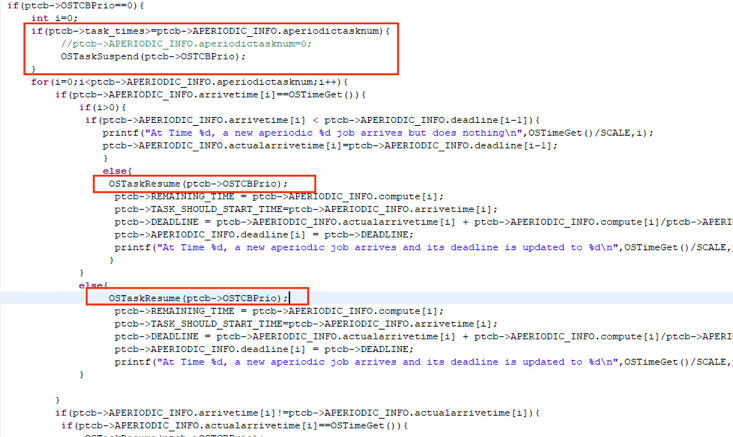 if(ptcb->OSTCBPrio==0){
int i=0;
if(ptcb->task_times>=ptcb->APERIODIC_INFO.aperiodictasknum){
//ptcb->APERIODIC_INFO.aperiodictasknum=0;
OSTaskSuspend(ptcb->OSTCBPrio);
}
for(i=0;i<ptcb->APERIODIC_INFO.aperiodictasknum;i++){
if(ptcb->APERIODIC_INFO.arrivetime[i]==OSTimeGet()){
if(i>0){
if(ptcb->APERIODIC_INFO.arrivetime[i] < ptcb->APERIODIC_INFO.deadline[i-1]){
printf("At Time %d, a new aperiodic %d job arrives but does nothing\n",OSTimeGet()/SCALE,i);
ptcb->APERIODIC_INFO.actualarrivetime[i]=ptcb->APERIODIC_INFO.deadline[i-1];
}
else{
OSTaskResume(ptcb->OSTCBPrio);
ptcb->REMAINING_TIME = ptcb->APERIODIC_INFO.compute[i];
ptcb->TASK_SHOULD_START_TIME=ptcb->APERIODIC_INFO.arrivetime[i];
ptcb->DEADLINE = ptcb->APERIODIC_INFO.actualarrivetime[i] + ptcb->APERIODIC_INFO.compute[i]/ptcb->APERI
ptcb->APERIODIC_INFO.deadline[i] = ptcb->DEADLINE;
printf("At Time %d, a new aperiodic job arrives and its deadline is updated to %d\n",OSTimeGet()/SCALE,
}
}
else{
OSTaskResume(ptcb->OSTCBPrio);
ptcb->REMAINING_TIME = ptcb->APERIODIC_INFO.compute[i];
ptcb->TASK_SHOULD_START_TIME=ptcb->APERIODIC_INFO.arrivetime[i];
ptcb->DEADLINE = ptcb->APERIODIC_INFO.actualarrivetime[i] + ptcb->APERIODIC_INFO.compute[i]/ptcb->APERI
ptcb->APERIODIC_INFO.deadline[i] = ptcb->DEADLINE;
printf("At Time %d, a new aperiodic job arrives and its deadline is updated to %d\n",OSTimeGet()/SCALE,
}
}
if(ptcb->APERIODIC_INFO.arrivetime[i]!=ptcb->APERIODIC_INFO.actualarrivetime[i]){
if(ptcb->APERIODIC_INFO.actualarrivetime[i]==OSTimeGet()){